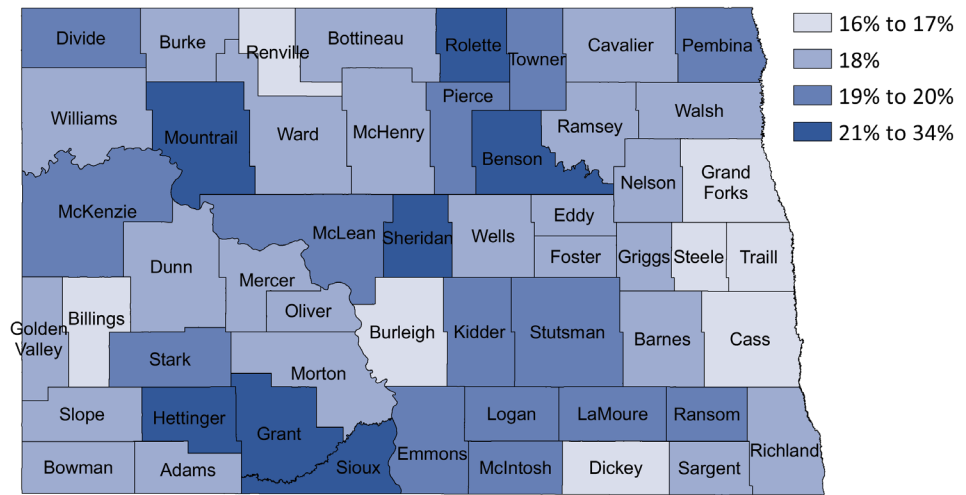 Divide
Burke
Renville
Bottineau
Rolette
Towner
Cavalier
Pembina
16% to 17%
18%
19% to 20%
21% to 34%
Williams
Mountrail
Ward
McHenry
Pierce
Benson
Ramsey
Walsh
Nelson
Grand
Forks
McKenzie
McLean
Sheridan
Wells
Eddy
Foster
Griggs
Steele
Traill
Dunn
Mercer
Oliver
Golden
Valley
Billings
Burleigh
Kidder
Stutsman
Barnes
Cass
Stark
Morton
Slope
Hettinger
Grant
Logan
LaMoure
Ransom
Richland
Bowman
Adams
Sioux
Emmons
McIntosh
Dickey
Sargent